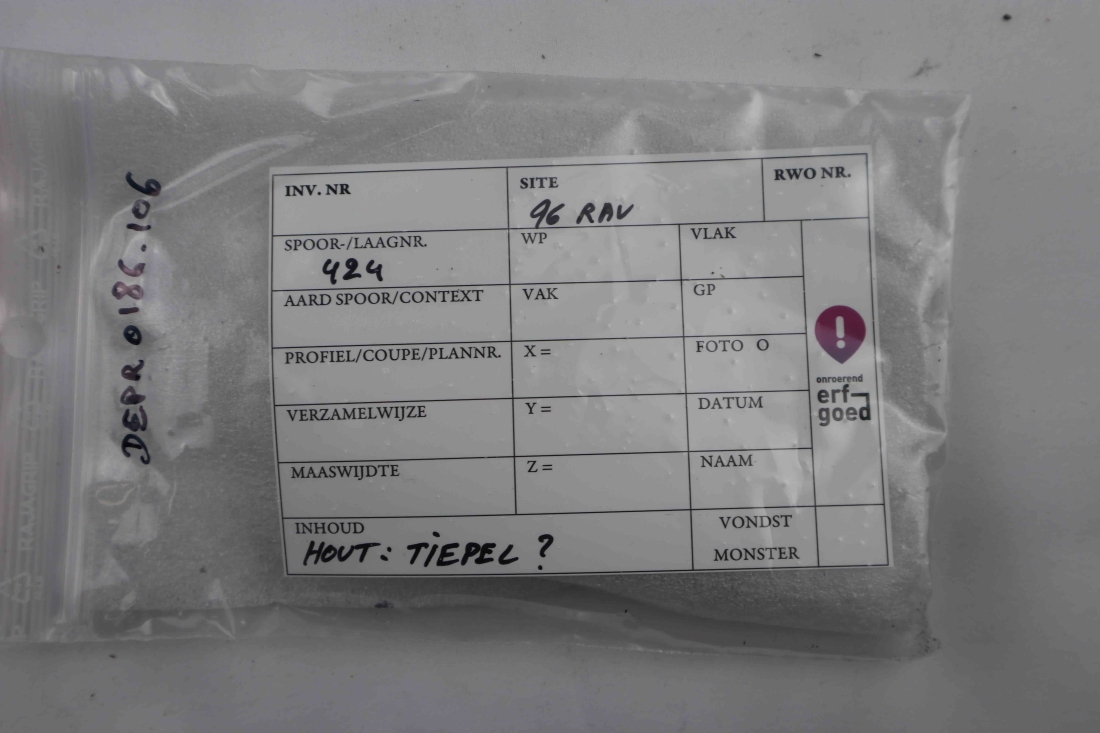 DEPR 0186.106
INV. NR
SITE
RWO NR.
96 RAV
SPOOR-/LAAGNR.
WP
VLAK
424
AARD SPOOR/CONTEXT
VAK
GP
PROFIEL/COUPE/PLANNR.
X =
FOTO O
VERZAMELWIJZE
Y =
DATUM
MAASWIJDTE
Z =
NAAM
onroerend
erf-
goed
INHOUD
HOUT: TIEPEL ?
VONDST
MONSTER
RAJAGRIP